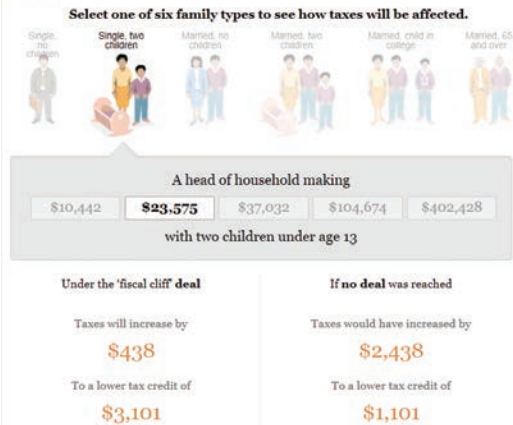 Select one of six family types to see how taxes will be affected.
Single, no children
Single, two children
Married, no children
Married, two children
Married, child in college
Married, 65 and over
A head of household making
$10,442 $23,575 $37,032 $104,674 $402,428
with two children under age 13
Under the 'fiscal cliff' deal
Taxes will increase by
$438
To a lower tax credit of
$3,101
If no deal was reached
Taxes would have increased by
$2,438
To a lower tax credit of
$1,101